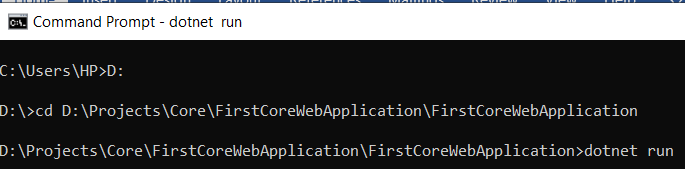 Command Prompt - dotnet run
C:\Users\HP>D:
D:\>cd D:\Projects\Core\FirstCoreWebApplication\FirstCoreWebApplication
D:\Projects\Core\FirstCoreWebApplication\FirstCoreWebApplication>dotnet run